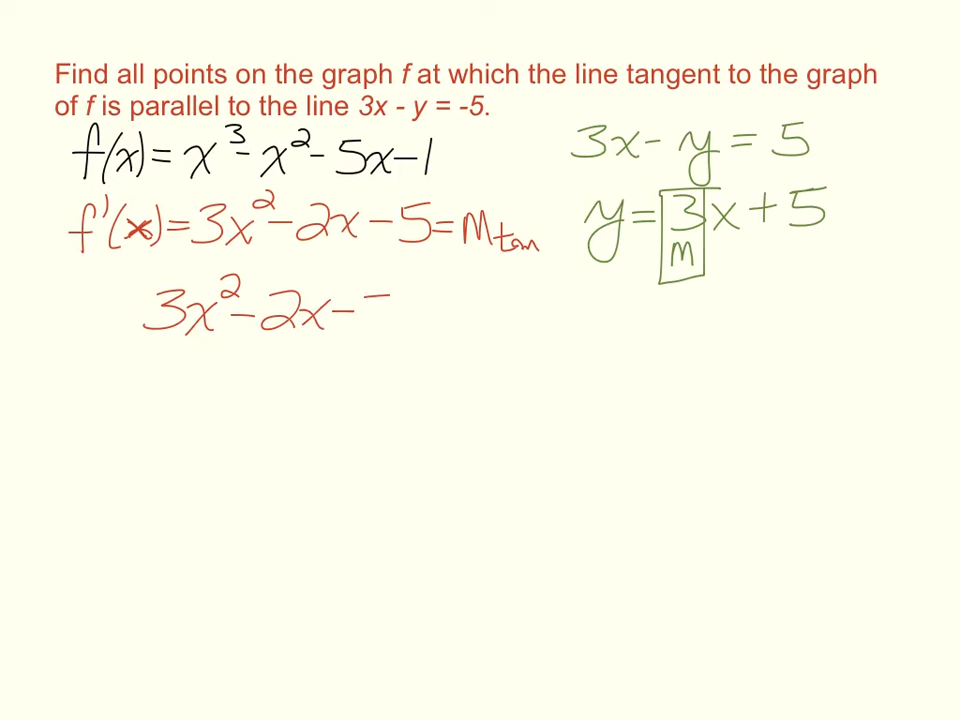 Find all points on the graph f at which the line tangent to the graph
of f is parallel to the line 3x - y = -5.
f(x) = x³ - x² - 5x - 1
3x - y = 5
f'(x) = 3x² - 2x - 5 = m_tan
y = 3x + 5
m
3x² - 2x -